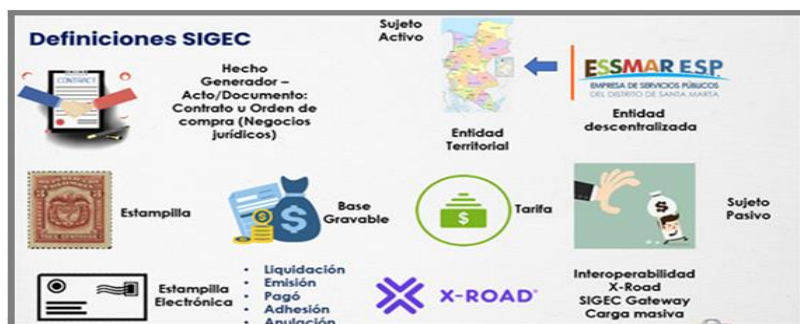 Definiciones SIGEC
CONTRACT
Hecho
Generador –
Acto/Documento:
Contrato u Orden de
compra (Negocios
jurídicos)
Sujeto
Activo
Entidad
Territorial
ESSMAR E.S.P.
EMPRESA DE SERVICIOS PÚBLICOS
DEL DISTRITO DE SANTA MARTA
Entidad
descentralizada
Estampilla
$
Base
Gravable
$
Tarifa
$
Sujeto
Pasivo
Estampilla
Electrónica
• Liquidación
• Emisión
• Pagó
• Adhesión
• Anulación
X-ROAD®
Interoperabilidad
X-Road
SIGEC Gateway
Carga masiva